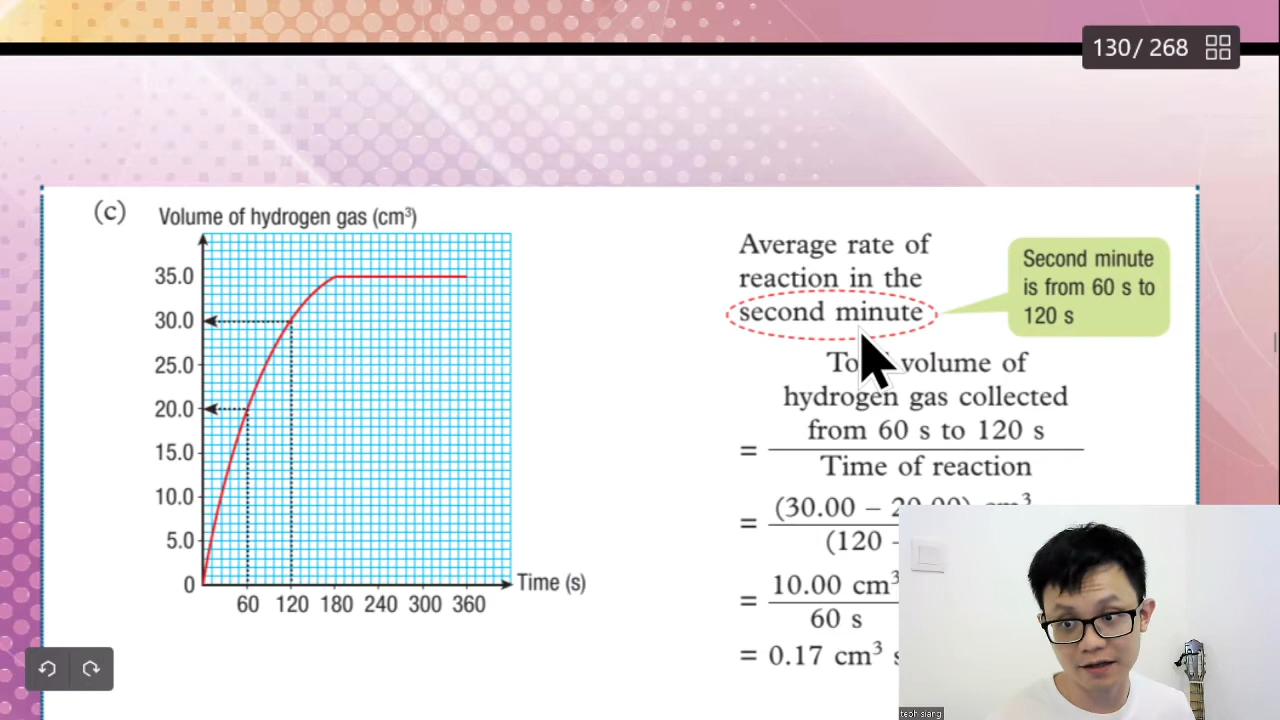 130/ 268
(c)
Volume of hydrogen gas (cm³)
35.0
30.0
25.0
20.0
15.0
10.0
5.0
0
60 120 180 240 300 360
Time (s)
Average rate of
reaction in the
second minute
Second minute
is from 60 s to
120 s
volume of
hydrogen gas collected
from 60 s to 120 s
=
Time of reaction
= (30.00 –
(120
= 10.00 cm³
60 s
= 0.17 cm³
teoh siang